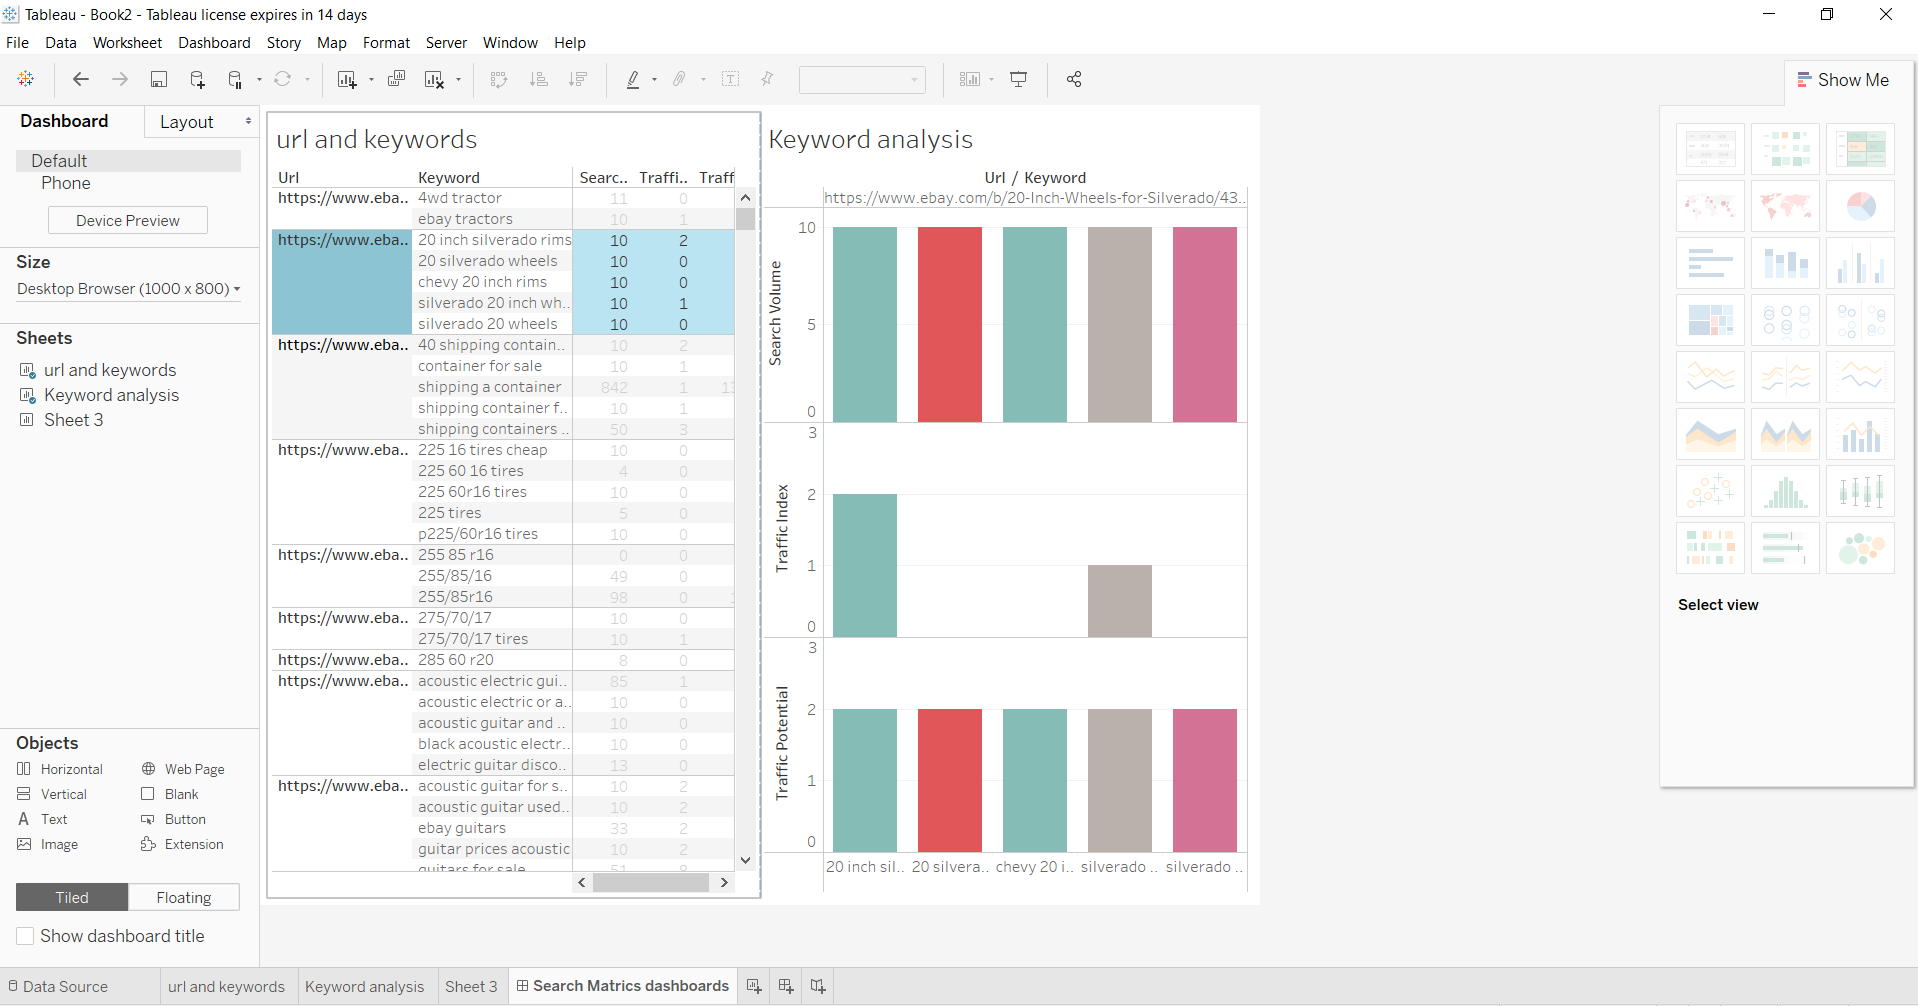 Tableau - Book2 - Tableau license expires in 14 days
File Data Worksheet Dashboard Story Map Format Server Window Help
Show Me
Dashboard Layout
Default
Phone
Device Preview
Size
Desktop Browser (1000 x 800)
Sheets
url and keywords
Keyword analysis
Sheet 3
Objects
Horizontal Web Page
Vertical Blank
Text Button
Image Extension
Tiled Floating
Show dashboard title
url and keywords
Url Keyword Searc.. Traffi.. Traff
https://www.eba.. 4wd tractor 11 0
ebay tractors 10 1
https://www.eba.. 20 inch silverado rims 10 2
20 silverado wheels 10 0
chevy 20 inch rims 10 0
silverado 20 inch wh.. 10 1
silverado 20 wheels 10 0
https://www.eba.. 40 shipping contain.. 10 2
container for sale 10 1
shipping a container 842 1 13
shipping container f.. 10 1
shipping containers .. 50 3
https://www.eba.. 225 16 tires cheap 10 0
225 60 16 tires 4 0
225 60r16 tires 10 0
225 tires 5 0
p225/60r16 tires 10 0
https://www.eba.. 255 85 r16 0 0
255/85/16 49 0
255/85r16 98 0
https://www.eba.. 275/70/17 10 0
275/70/17 tires 10 1
https://www.eba.. 285 60 r20 8 0
https://www.eba.. acoustic electric gui.. 85 1
acoustic electric or a.. 10 0
acoustic guitar and .. 10 0
black acoustic electr.. 10 0
electric guitar disco.. 13 0
https://www.eba.. acoustic guitar for s.. 10 2
acoustic guitar used.. 10 2
ebay guitars 33 2
guitar prices acoustic 10 2
guitars for sale 51 8
Keyword analysis
Url / Keyword
https://www.ebay.com/b/20-Inch-Wheels-for-Silverado/43..
Search Volume
10
5
0
Traffic Index
3
2
1
0
Traffic Potential
3
2
1
0
20 inch sil.. 20 silvera.. chevy 20 i.. silverado .. silverado ..
Select view
Data Source url and keywords Keyword analysis Sheet 3 Search Matrics dashboards